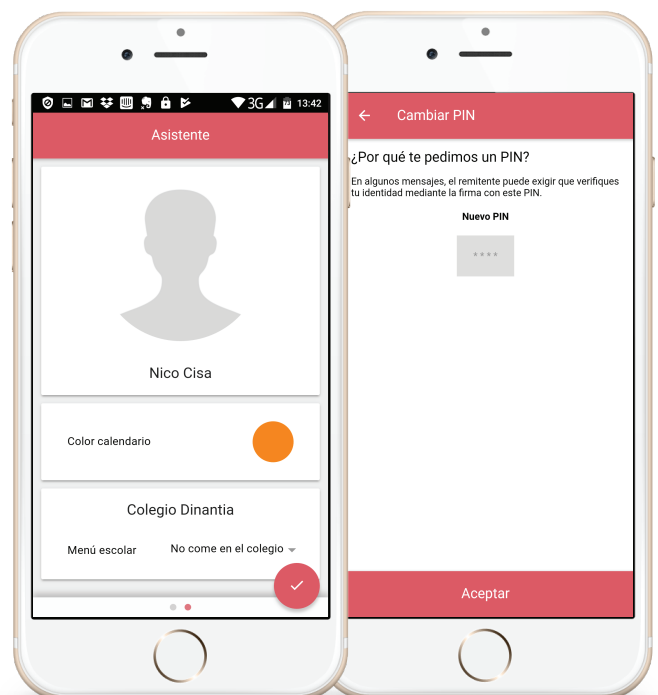 3G 13:42
Asistente
Nico Cisa
Color calendario
Colegio Dinantia
Menú escolar No come en el colegio
Cambiar PIN
¿Por qué te pedimos un PIN?
En algunos mensajes, el remitente puede exigir que verifiques
tu identidad mediante la firma con este PIN.
Nuevo PIN
****
Aceptar